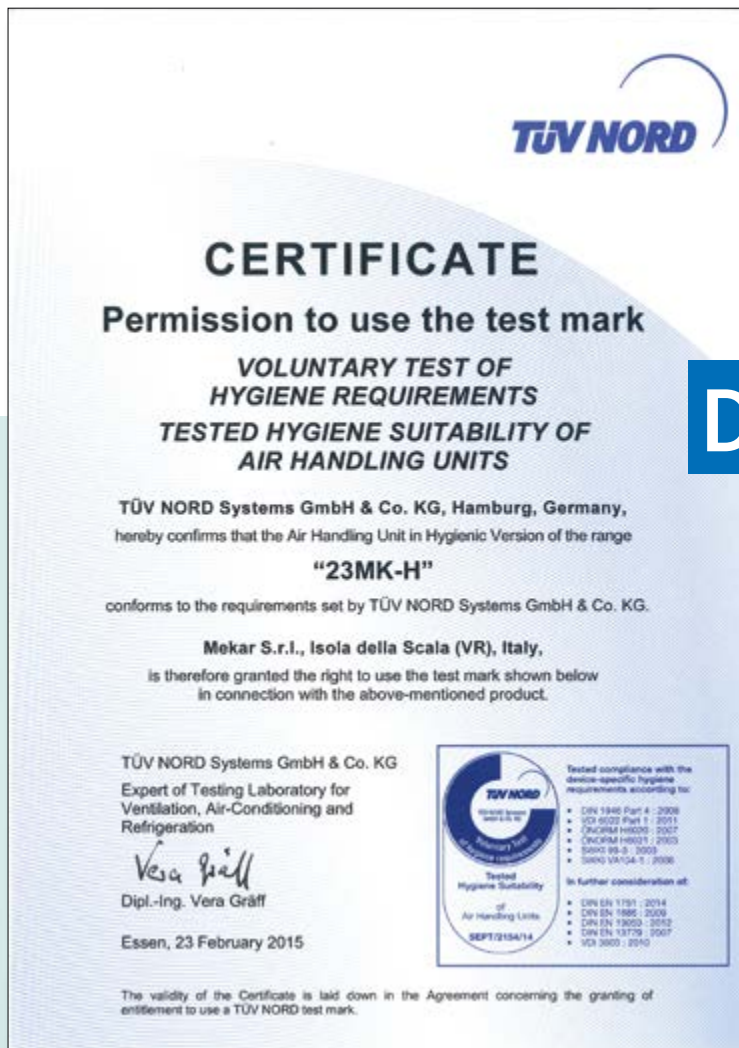 TÜV NORD
CERTIFICATE
Permission to use the test mark
VOLUNTARY TEST OF
HYGIENE REQUIREMENTS
TESTED HYGIENE SUITABILITY OF
AIR HANDLING UNITS
D
TÜV NORD Systems GmbH & Co. KG, Hamburg, Germany,
hereby confirms that the Air Handling Unit in Hygienic Version of the range
“23MK-H”
conforms to the requirements set by TÜV NORD Systems GmbH & Co. KG.
Mekar S.r.l., Isola della Scala (VR), Italy,
is therefore granted the right to use the test mark shown below
in connection with the above-mentioned product.
TÜV NORD Systems GmbH & Co. KG
Expert of Testing Laboratory for
Ventilation, Air-Conditioning and
Refrigeration
Vera Gräff
Dipl.-Ing. Vera Gräff
Essen, 23 February 2015
TÜV NORD
TÜV NORD Systems
GmbH & Co. KG
Voluntary Test
of hygiene requirements
Tested
Hygiene Suitability
of
Air Handling Units
SEPT/2154/14
Tested compliance with the
device-specific hygiene
requirements according to:
• DIN 1946 Part 4 : 2008
• VDI 6022 Part 1 : 2011
• ÖNORM H6020 : 2007
• ÖNORM H6021 : 2003
• SWKI 99-3 : 2003
• SWKI VA104-1 : 2006
In further consideration of:
• DIN EN 1751 : 2014
• DIN EN 1886 : 2009
• DIN EN 13053 : 2012
• DIN EN 13779 : 2007
• VDI 3803 : 2010
The validity of the Certificate is laid down in the Agreement concerning the granting of
entitlement to use a TÜV NORD test mark.